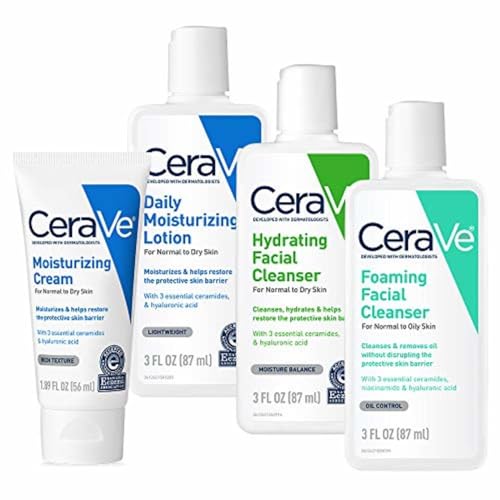 CeraVe
DEVELOPED WITH DERMATOLOGISTS
Moisturizing
Cream
For Normal to Dry Skin
Moisturizes & helps restore
the protective skin barrier
With 3 essential ceramides
& hyaluronic acid
RICH TEXTURE
1.89 FL OZ (56 ml)
CeraVe
DEVELOPED WITH DERMATOLOGISTS
Daily
Moisturizing
Lotion
For Normal to Dry Skin
Moisturizes & helps restore
the protective skin barrier
With 3 essential ceramides
& hyaluronic acid
LIGHTWEIGHT
3 FL OZ (87 ml)
CeraVe
DEVELOPED WITH DERMATOLOGISTS
Hydrating
Facial
Cleanser
For Normal to Dry Skin
Cleanses, hydrates & helps
restore the protective skin barrier
With 3 essential ceramides
& hyaluronic acid
MOISTURE BALANCE
3 FL OZ (87 ml)
CeraVe
DEVELOPED WITH DERMATOLOGISTS
Foaming
Facial
Cleanser
For Normal to Oily Skin
Cleanses & removes oil
without disrupting the
protective skin barrier
With 3 essential ceramides,
niacinamide & hyaluronic acid
OIL CONTROL
3 FL OZ (87 ml)